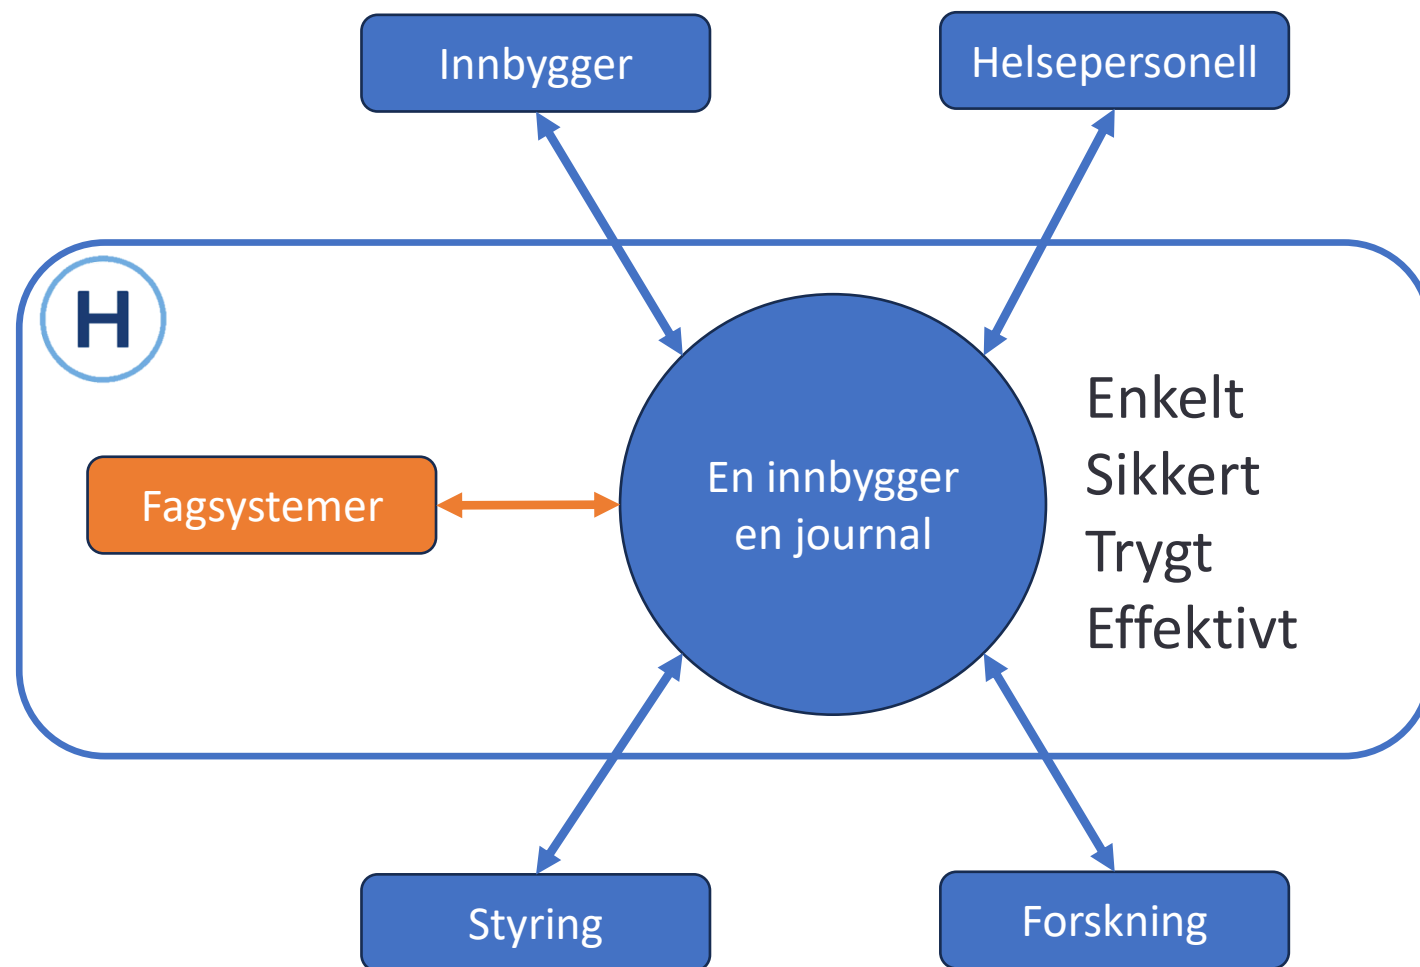 Innbygger
Helsepersonell
H
Fagsystemer
En innbygger
en journal
Enkelt
Sikkert
Trygt
Effektivt
Styring
Forskning